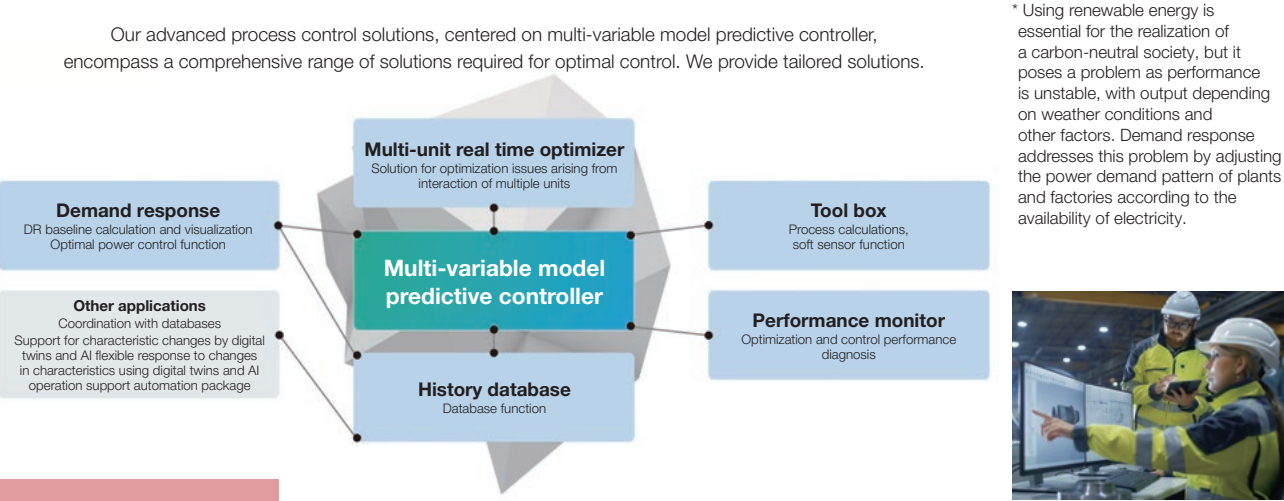 Our advanced process control solutions, centered on multi-variable model predictive controller,
encompass a comprehensive range of solutions required for optimal control. We provide tailored solutions.
Multi-unit real time optimizer
Solution for optimization issues arising from
interaction of multiple units
Demand response
DR baseline calculation and visualization
Optimal power control function
Tool box
Process calculations,
soft sensor function
Multi-variable model
predictive controller
Other applications
Coordination with databases
Support for characteristic changes by digital
twins and AI flexible response to changes
in characteristics using digital twins and AI
operation support automation package
Performance monitor
Optimization and control performance
diagnosis
History database
Database function
* Using renewable energy is
essential for the realization of
a carbon-neutral society, but it
poses a problem as performance
is unstable, with output depending
on weather conditions and
other factors. Demand response
addresses this problem by adjusting
the power demand pattern of plants
and factories according to the
availability of electricity.